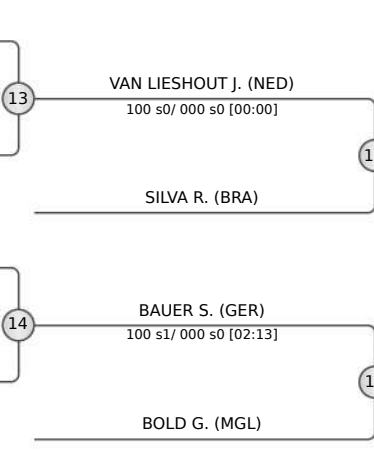 13
VAN LIESHOUT J. (NED)
100 s0/ 000 s0 [00:00]
SILVA R. (BRA)
14
BAUER S. (GER)
100 s1/ 000 s0 [02:13]
BOLD G. (MGL)